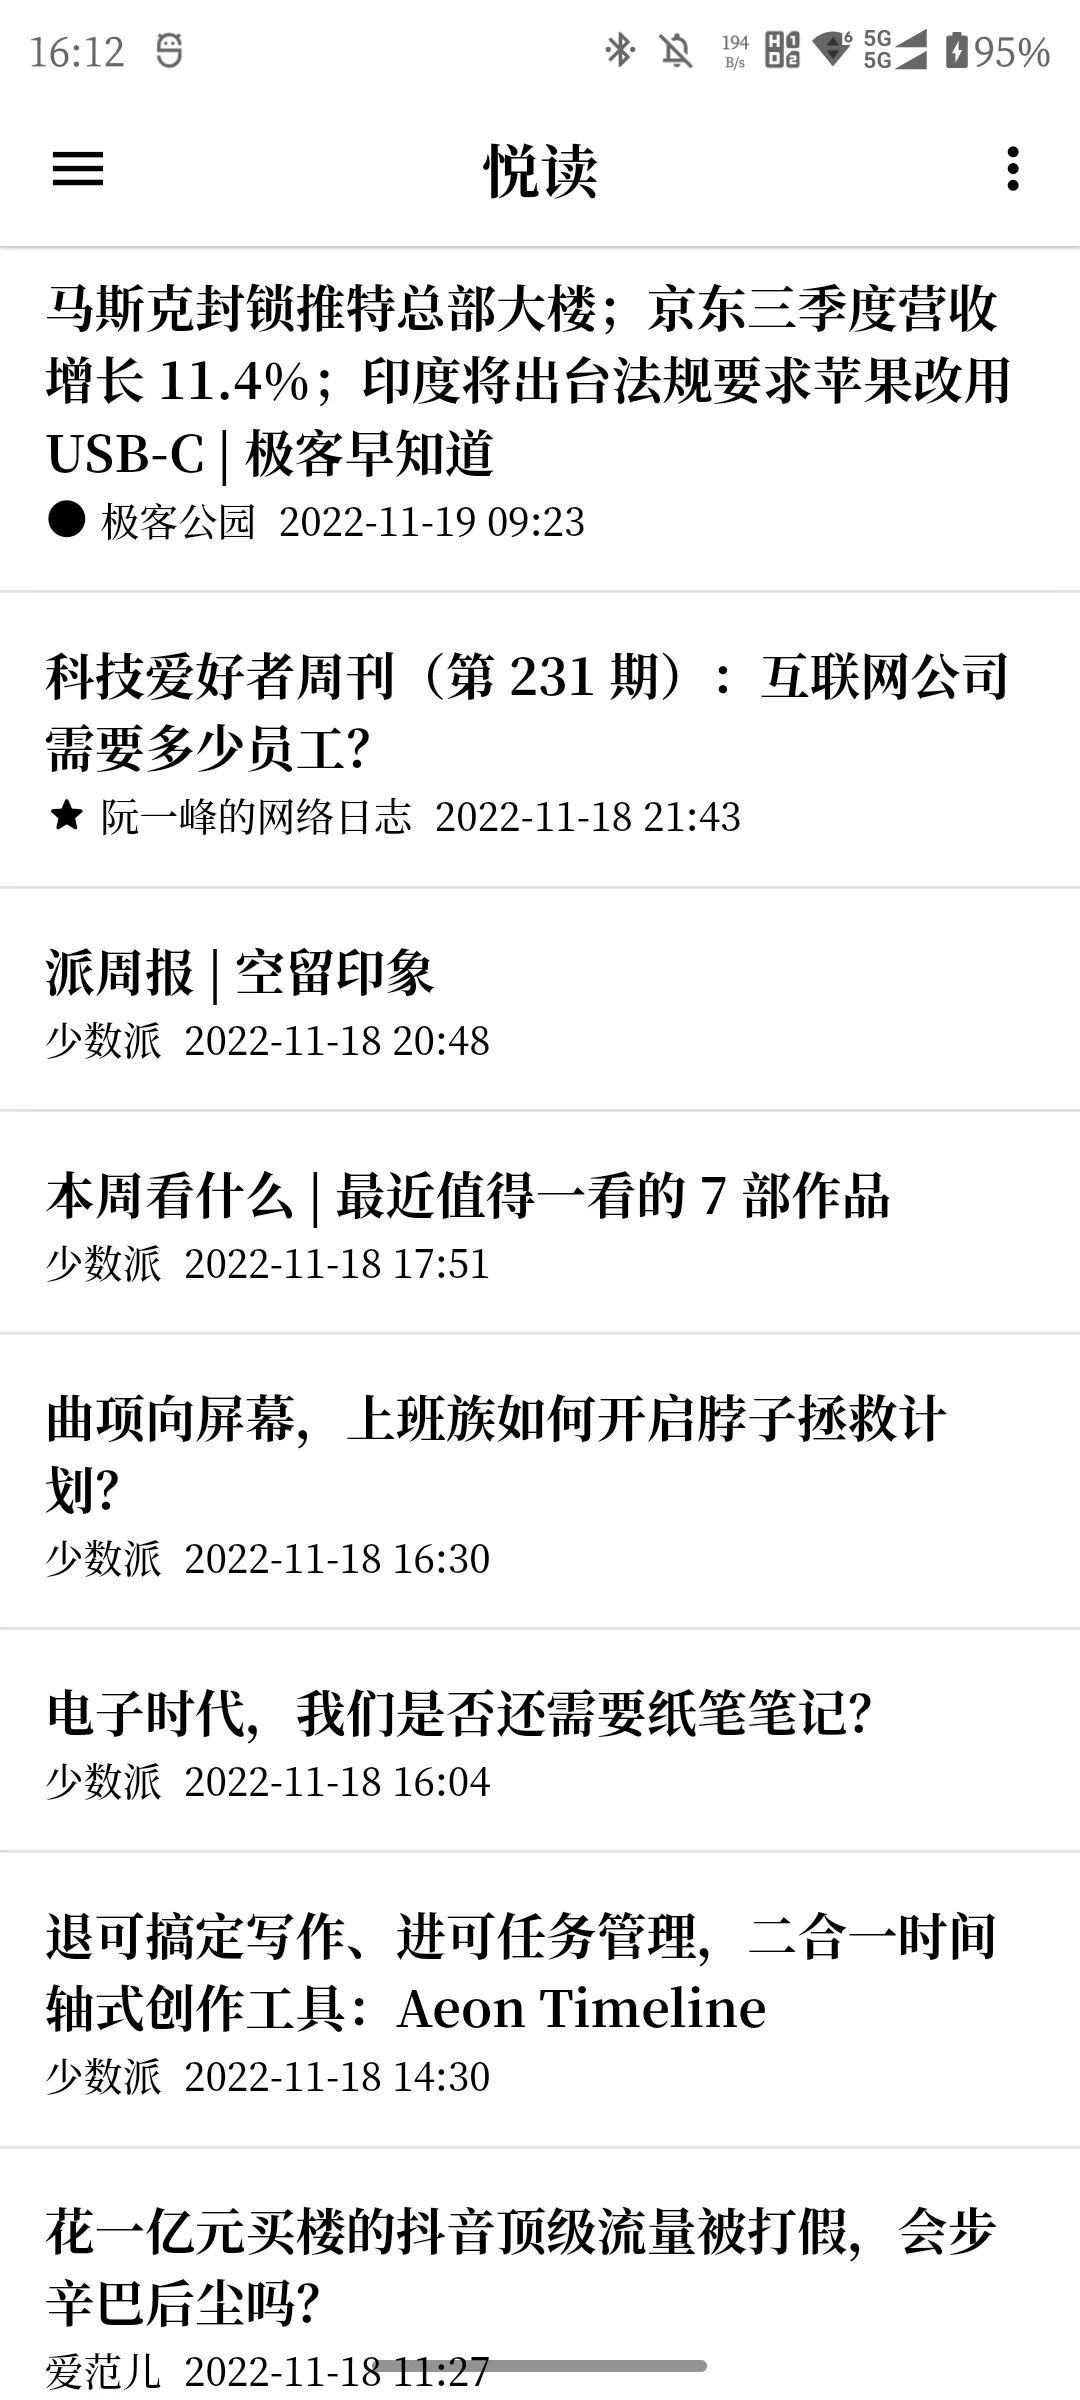 16:12
194
B/s
HD 1 2
6
5G
5G
95%
悦读
马斯克封锁推特总部大楼；京东三季度营收
增长 11.4%；印度将出台法规要求苹果改用
USB-C | 极客早知道
极客公园 2022-11-19 09:23
科技爱好者周刊（第 231 期）：互联网公司
需要多少员工？
阮一峰的网络日志 2022-11-18 21:43
派周报 | 空留印象
少数派 2022-11-18 20:48
本周看什么 | 最近值得一看的 7 部作品
少数派 2022-11-18 17:51
曲项向屏幕，上班族如何开启脖子拯救计
划？
少数派 2022-11-18 16:30
电子时代，我们是否还需要纸笔笔记？
少数派 2022-11-18 16:04
退可搞定写作、进可任务管理，二合一时间
轴式创作工具：Aeon Timeline
少数派 2022-11-18 14:30
花一亿元买楼的抖音顶级流量被打假，会步
辛巴后尘吗？
爱范儿 2022-11-18 11:27